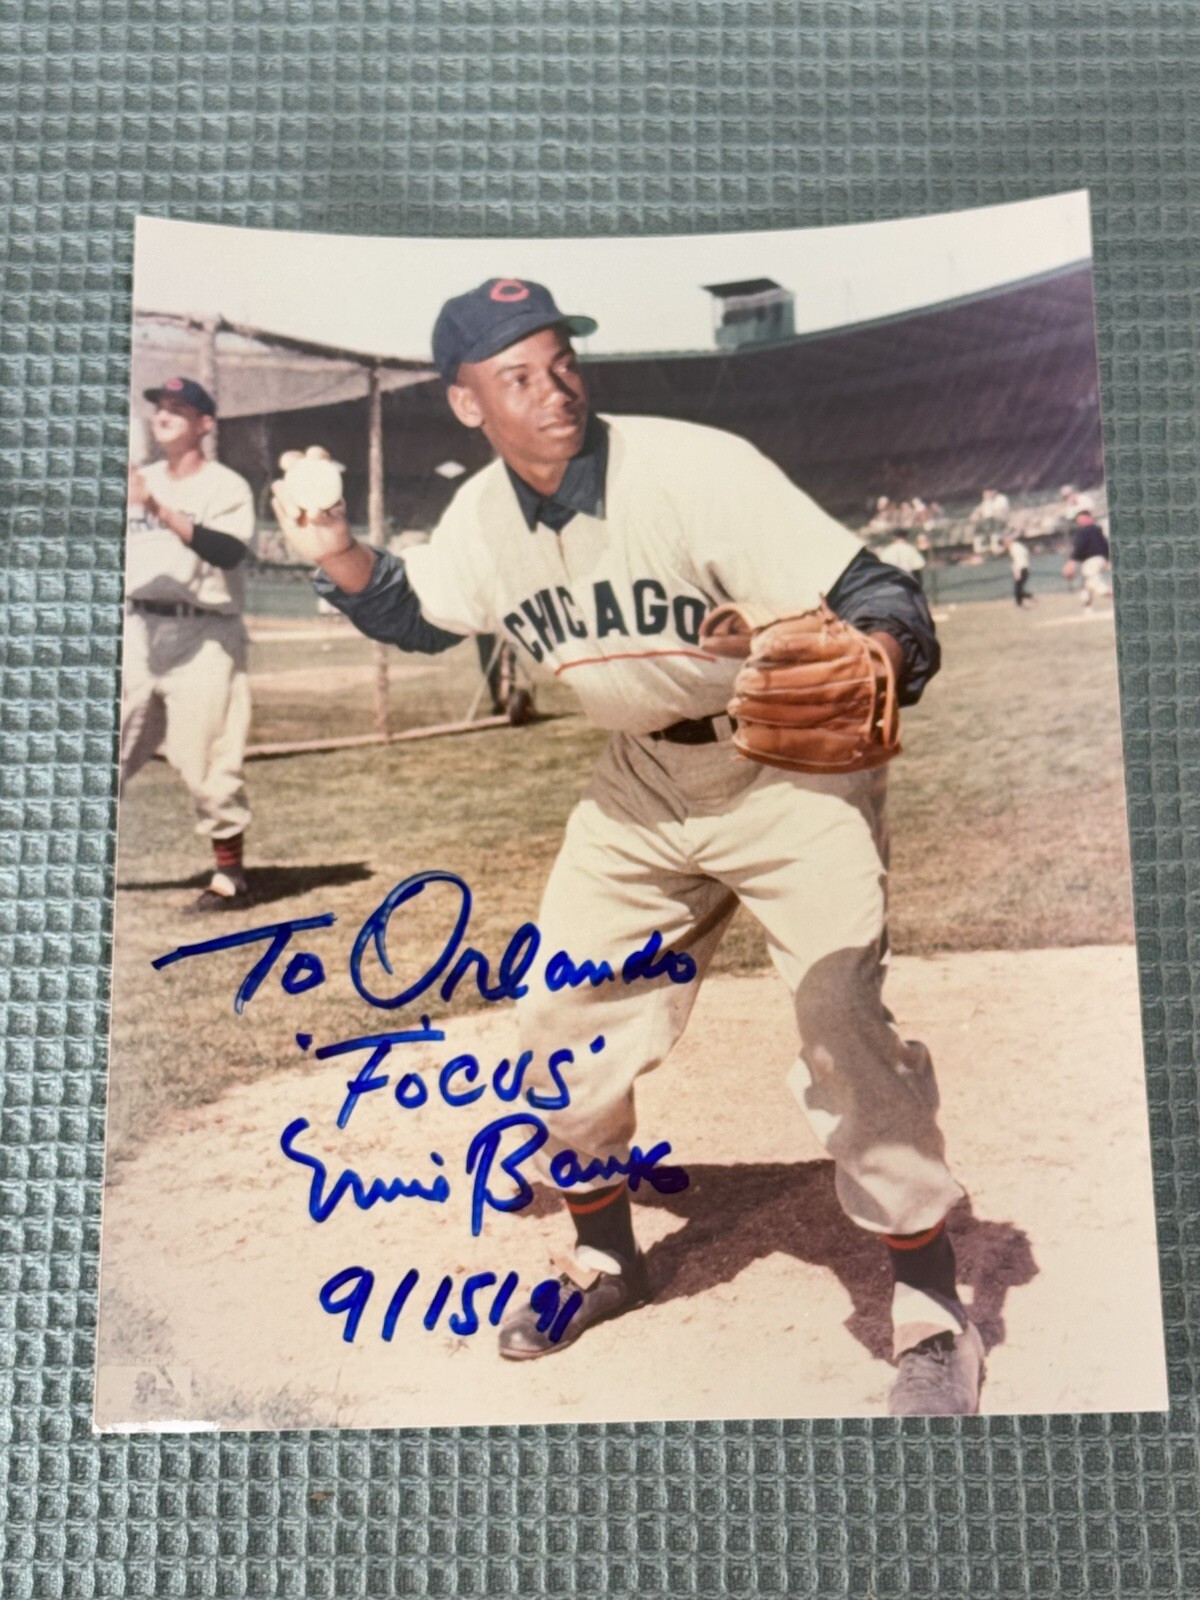 C
CHICAGO
To Orlando
"Focus"
Ernie Banks
9/15/91